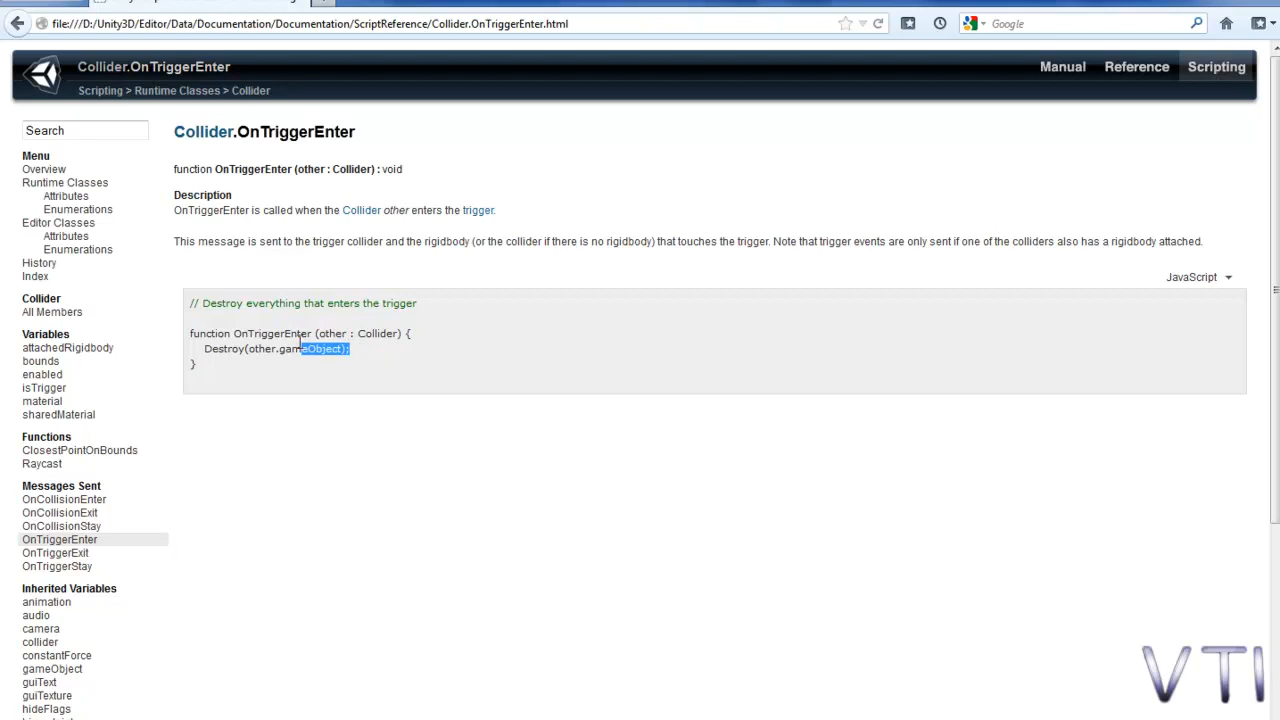 file:///D:/Unity3D/Editor/Data/Documentation/Documentation/ScriptReference/Collider.OnTriggerEnter.html
Google
Collider.OnTriggerEnter
Manual
Reference
Scripting
Scripting > Runtime Classes > Collider
Search
Menu
Overview
Runtime Classes
Attributes
Enumerations
Editor Classes
Attributes
Enumerations
History
Index
Collider
All Members
Variables
attachedRigidbody
bounds
enabled
isTrigger
material
sharedMaterial
Functions
ClosestPointOnBounds
Raycast
Messages Sent
OnCollisionEnter
OnCollisionExit
OnCollisionStay
OnTriggerEnter
OnTriggerExit
OnTriggerStay
Inherited Variables
animation
audio
camera
collider
constantForce
gameObject
guiText
guiTexture
hideFlags
Collider.OnTriggerEnter
function OnTriggerEnter (other : Collider) : void
Description
OnTriggerEnter is called when the Collider other enters the trigger.
This message is sent to the trigger collider and the rigidbody (or the collider if there is no rigidbody) that touches the trigger. Note that trigger events are only sent if one of the colliders also has a rigidbody attached.
JavaScript
// Destroy everything that enters the trigger
function OnTriggerEnter (other : Collider) {
Destroy(other.gameObject);
}
VTI